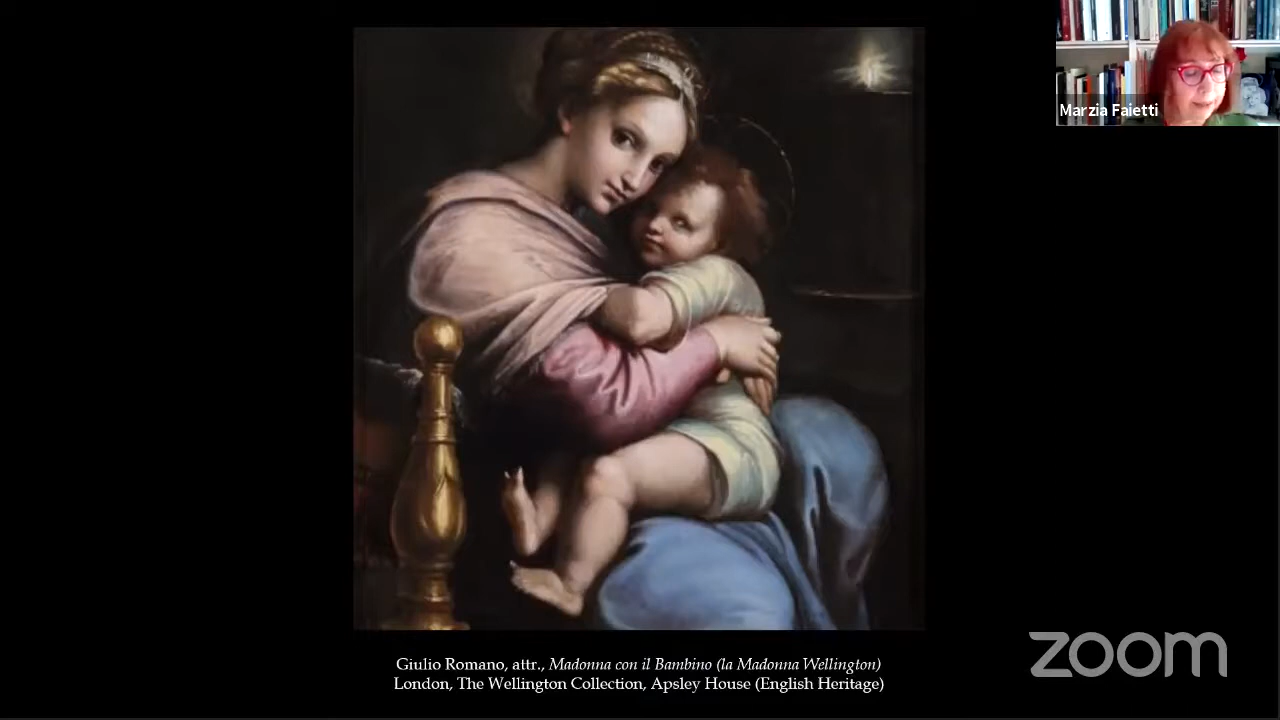 Marzia Faietti
Giulio Romano, attr., Madonna con il Bambino (la Madonna Wellington)
London, The Wellington Collection, Apsley House (English Heritage)
zoom